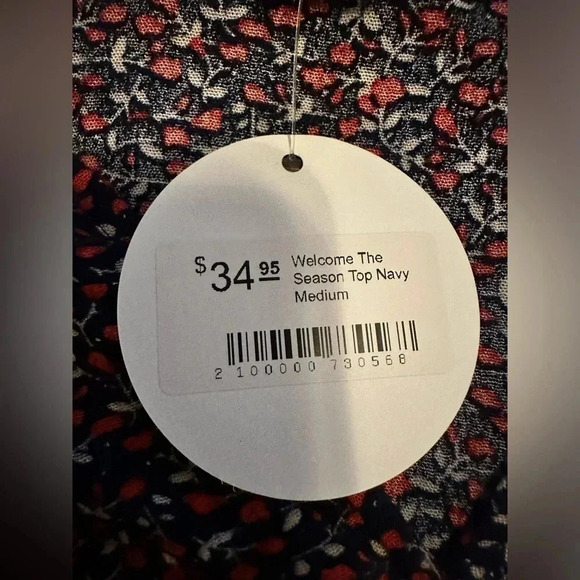 $34.95 Welcome The
Season Top Navy
Medium
2 100000 730568